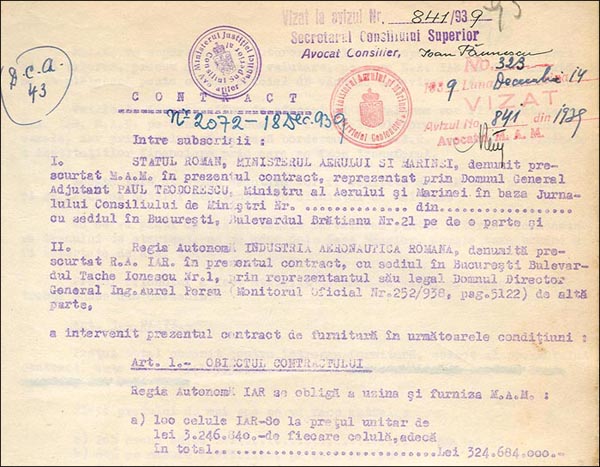 Vizat la avizul Nr. 841/939
Secretarul Consiliului Superior
Avocat Consilier,
D.C.A.
43
No. 323
1939 Luna Decembrie 14
VIZAT
Avizul No. 841 1939
Avocatul M.A.M.
CONTRACT
Nº 2072 - 18 Dec. 939
Intre subscrişii :
I. STATUL ROMAN, MINISTERUL AERULUI SI MARINEI, denumit pre-
scurtat M.A.M. în prezentul contract, reprezentat prin Domnul General
Adjutant PAUL TEODORESCU, Ministru al Aerului şi Marinei în baza Jurna-
lului Consiliului de Miniştri Nr. ................ din................
cu sediul în Bucureşti, Bulevardul Brătianu Nr.21 pe de o parte şi
II. Regia Autonomă INDUSTRIA AERONAUTICA ROMANA, denumită pre-
scurtat R.A. IAR. în prezentul contract, cu sediul în Bucureşti Bulevar-
dul Tache Ionescu Nr.1, prin reprezentantul său legal Domnul Director
General Ing.Aurel Perşu (Monitorul Oficial Nr.252/938, pag.5122) de altă
parte,
a intervenit prezentul contract de furnitură în următoarele condiţiuni :
Art. 1.- OBIECTUL CONTRACTULUI
Regia Autonomă IAR se obligă a uzina şi furniza M.A.M. :
a) loo celule IAR-8o la preţul unitar de
lei 3.246.840.-de fiecare celulă,adecă
în total......................Lei 324.684.000.-